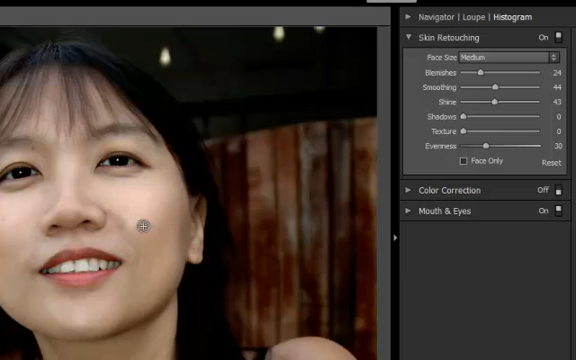 Navigator | Loupe | Histogram
Skin Retouching On
Face Size Medium
Blemishes 24
Smoothing 44
Shine 43
Shadows 0
Texture 0
Evenness 30
Face Only Reset
Color Correction Off
Mouth & Eyes On